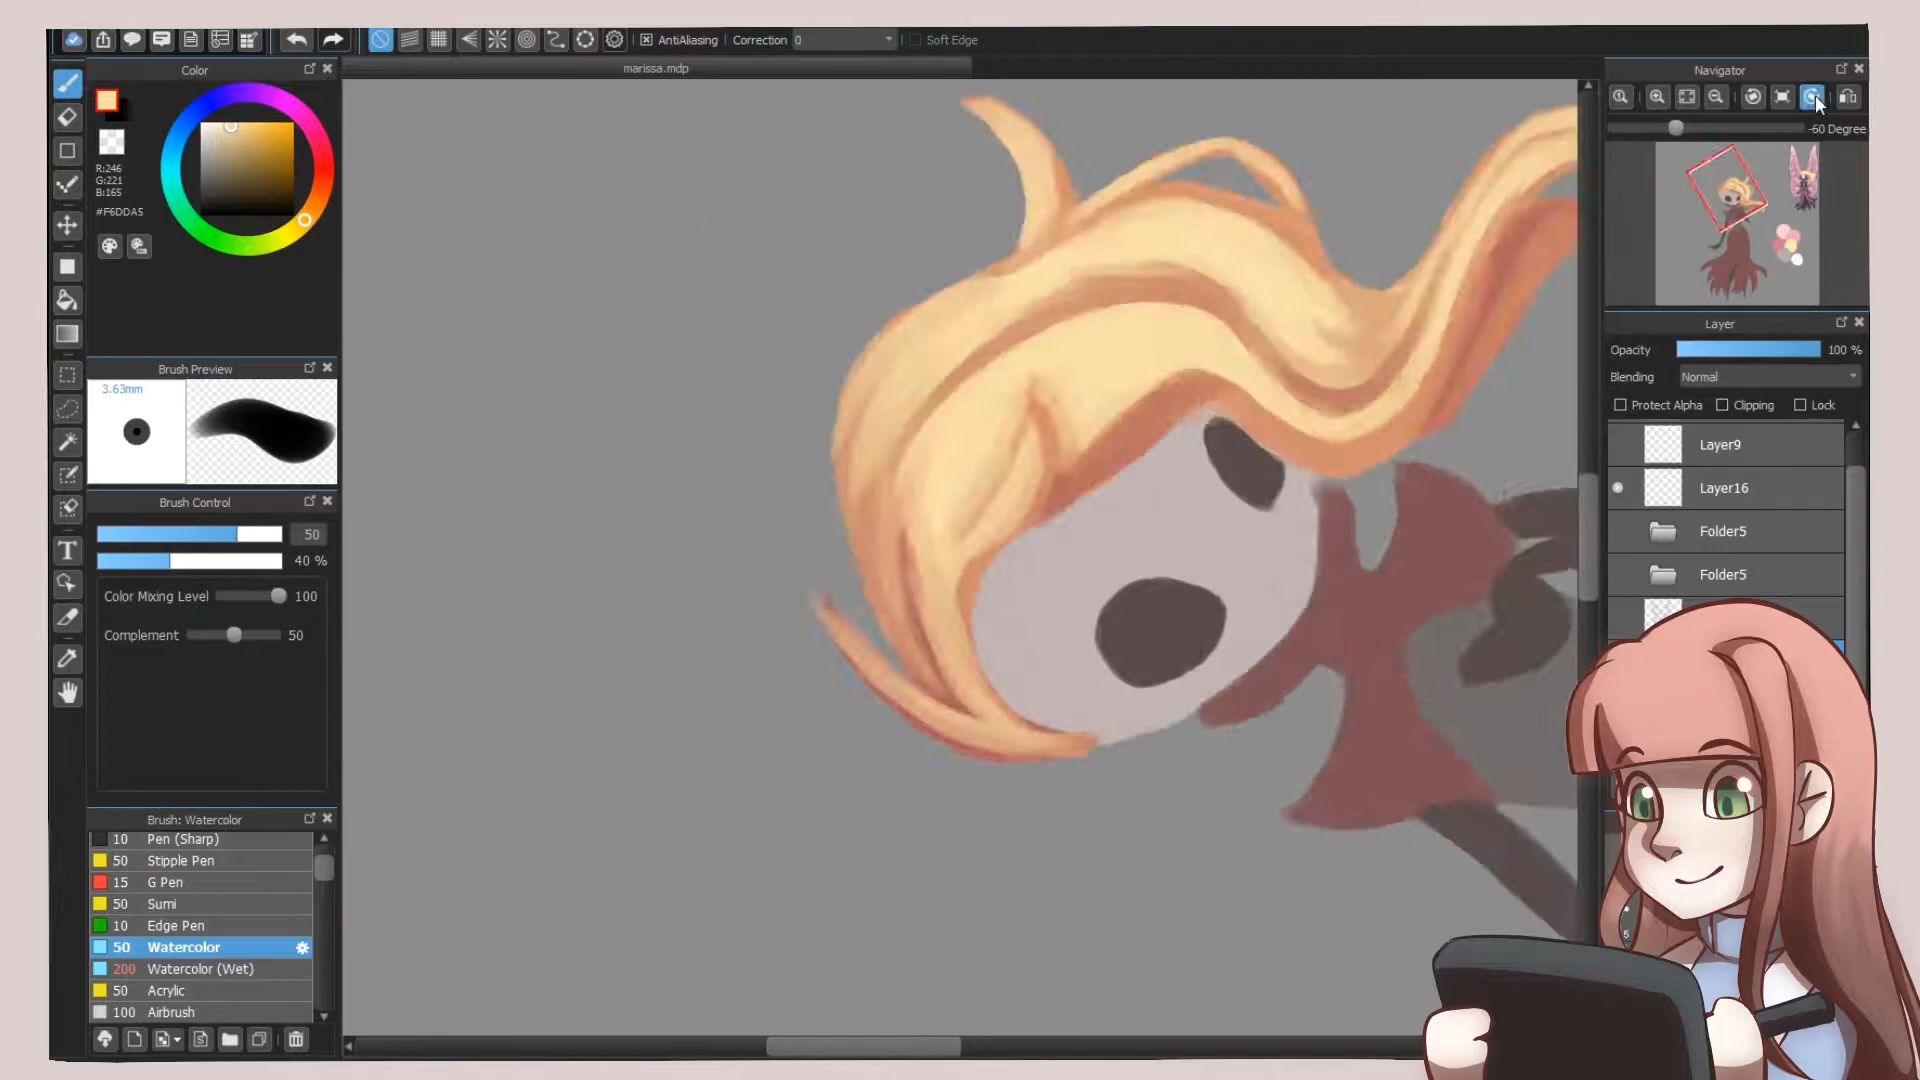 AntiAliasing Correction 0 Soft Edge
Color
marissa.mdp
Navigator
-60 Degree
R:246
G:221
B:165
#F6DDA5
Layer
Opacity 100 %
Blending Normal
Protect Alpha Clipping Lock
Brush Preview
3.63mm
Layer9
Layer16
Folder5
Folder5
Brush Control
50
40 %
Color Mixing Level 100
Complement 50
Brush: Watercolor
10 Pen (Sharp)
50 Stipple Pen
15 G Pen
50 Sumi
10 Edge Pen
50 Watercolor
200 Watercolor (Wet)
50 Acrylic
100 Airbrush
5